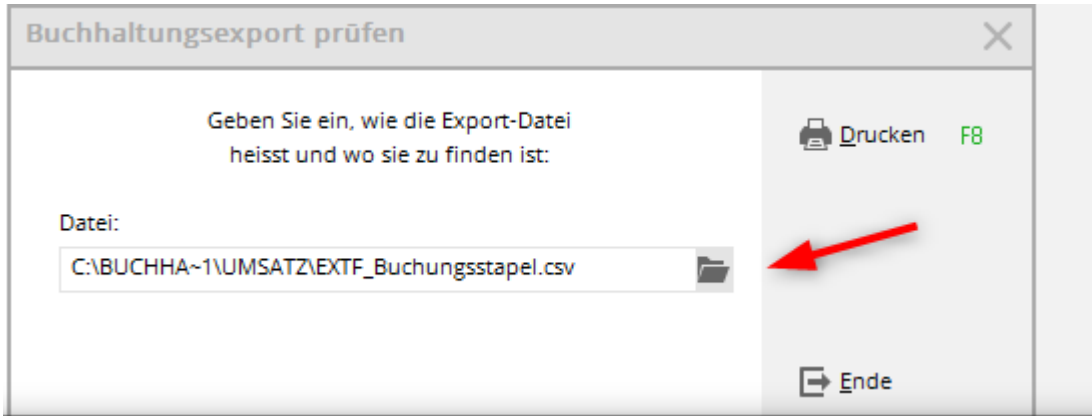 Buchhaltungsexport prüfen
Geben Sie ein, wie die Export-Datei
heisst und wo sie zu finden ist:
Drucken F8
Datei:
C:\BUCHHA~1\UMSATZ\EXTF_Buchungsstapel.csv
Ende